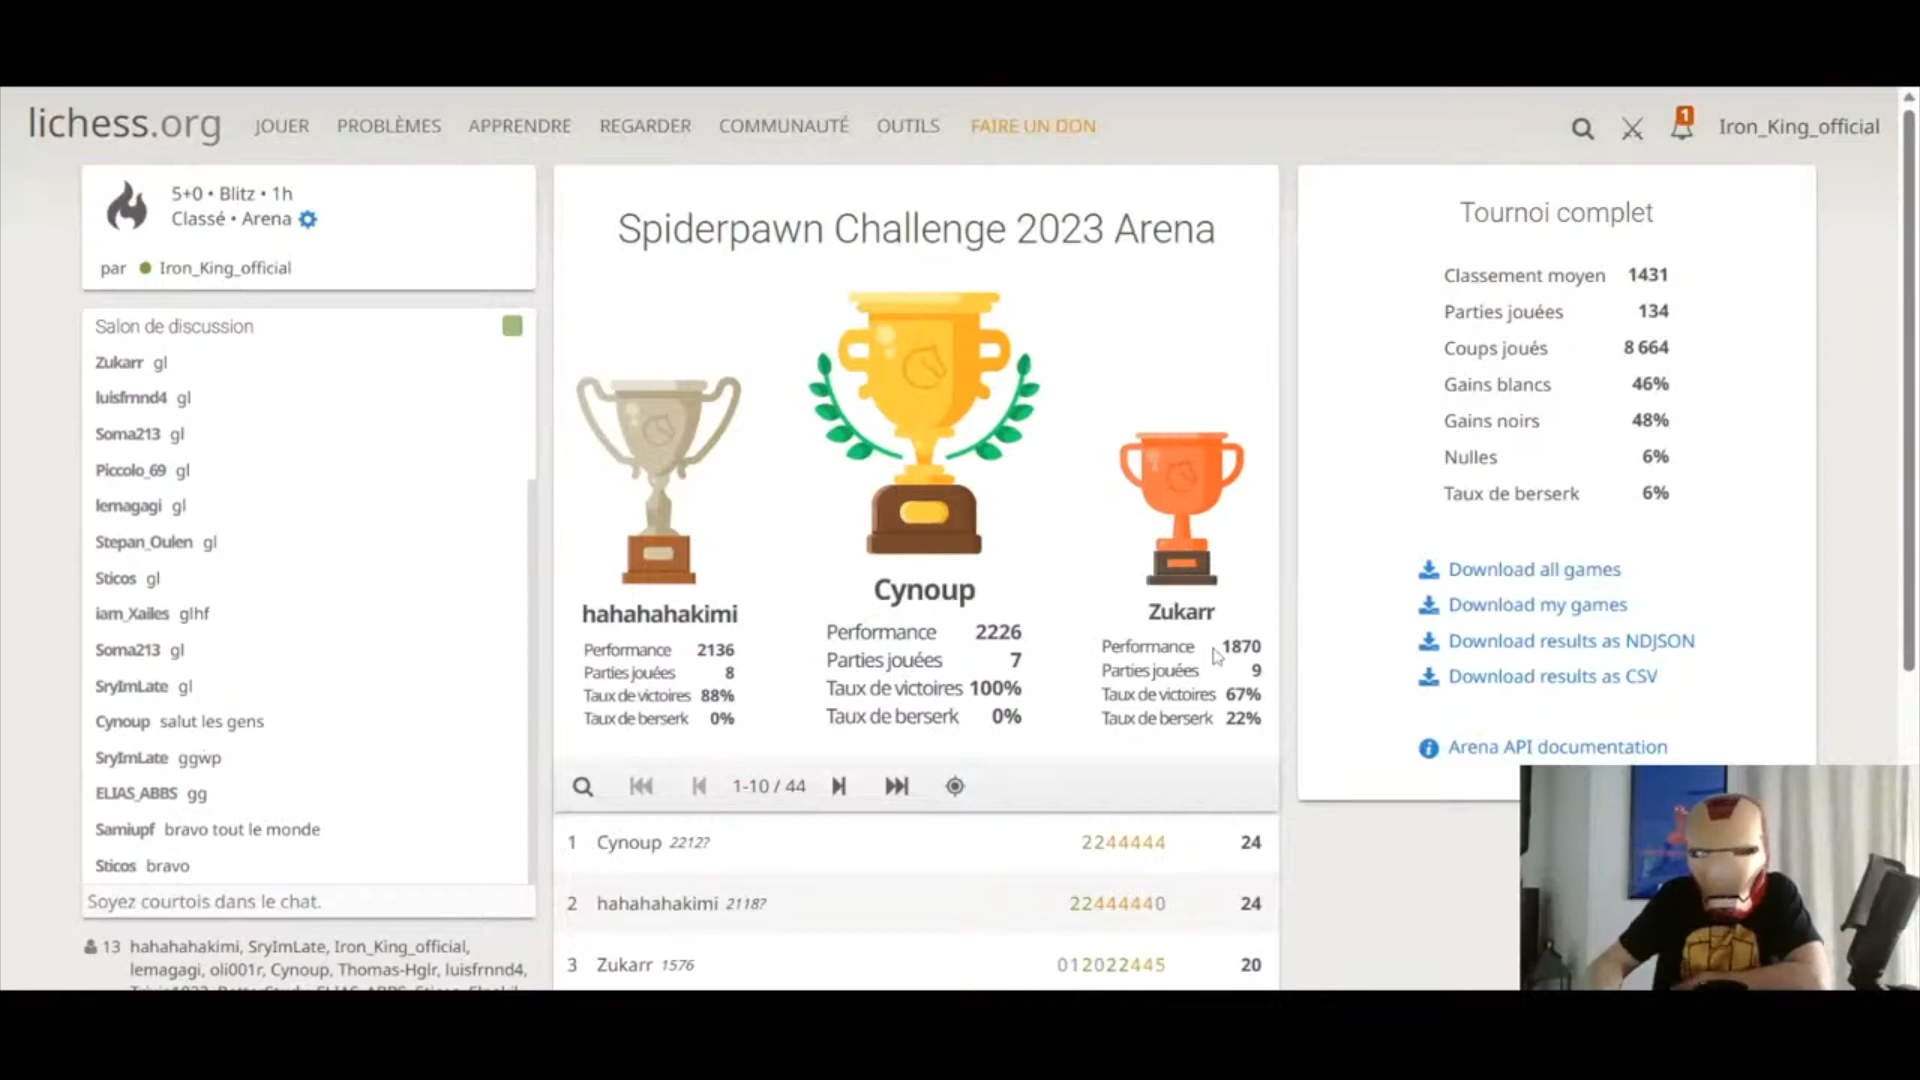 lichess.org JOUER PROBLÈMES APPRENDRE REGARDER COMMUNAUTÉ OUTILS FAIRE UN DON 1 Iron_King_official
5+0 • Blitz • 1h
Classé • Arena
par Iron_King_official
Salon de discussion
Zukarr gl
luisfrnnd4 gl
Soma213 gl
Piccolo_69 gl
lemagagi gl
Stepan_Oulen gl
Sticos gl
iam_Xailes glhf
Soma213 gl
SryImLate gl
Cynoup salut les gens
SryImLate ggwp
ELIAS_ABBS gg
Samiupf bravo tout le monde
Sticos bravo
Soyez courtois dans le chat.
13 hahahahakimi, SryImLate, Iron_King_official,
lemagagi, oli001r, Cynoup, Thomas-Hglr, luisfrnnd4,
Spiderpawn Challenge 2023 Arena
hahahahakimi
Performance 2136
Parties jouées 8
Taux de victoires 88%
Taux de berserk 0%
Cynoup
Performance 2226
Parties jouées 7
Taux de victoires 100%
Taux de berserk 0%
Zukarr
Performance 1870
Parties jouées 9
Taux de victoires 67%
Taux de berserk 22%
1-10 / 44
1 Cynoup 2212? 2244444 24
2 hahahahakimi 2118? 22444440 24
3 Zukarr 1576 012022445 20
Tournoi complet
Classement moyen 1431
Parties jouées 134
Coups joués 8 664
Gains blancs 46%
Gains noirs 48%
Nulles 6%
Taux de berserk 6%
Download all games
Download my games
Download results as NDJSON
Download results as CSV
Arena API documentation